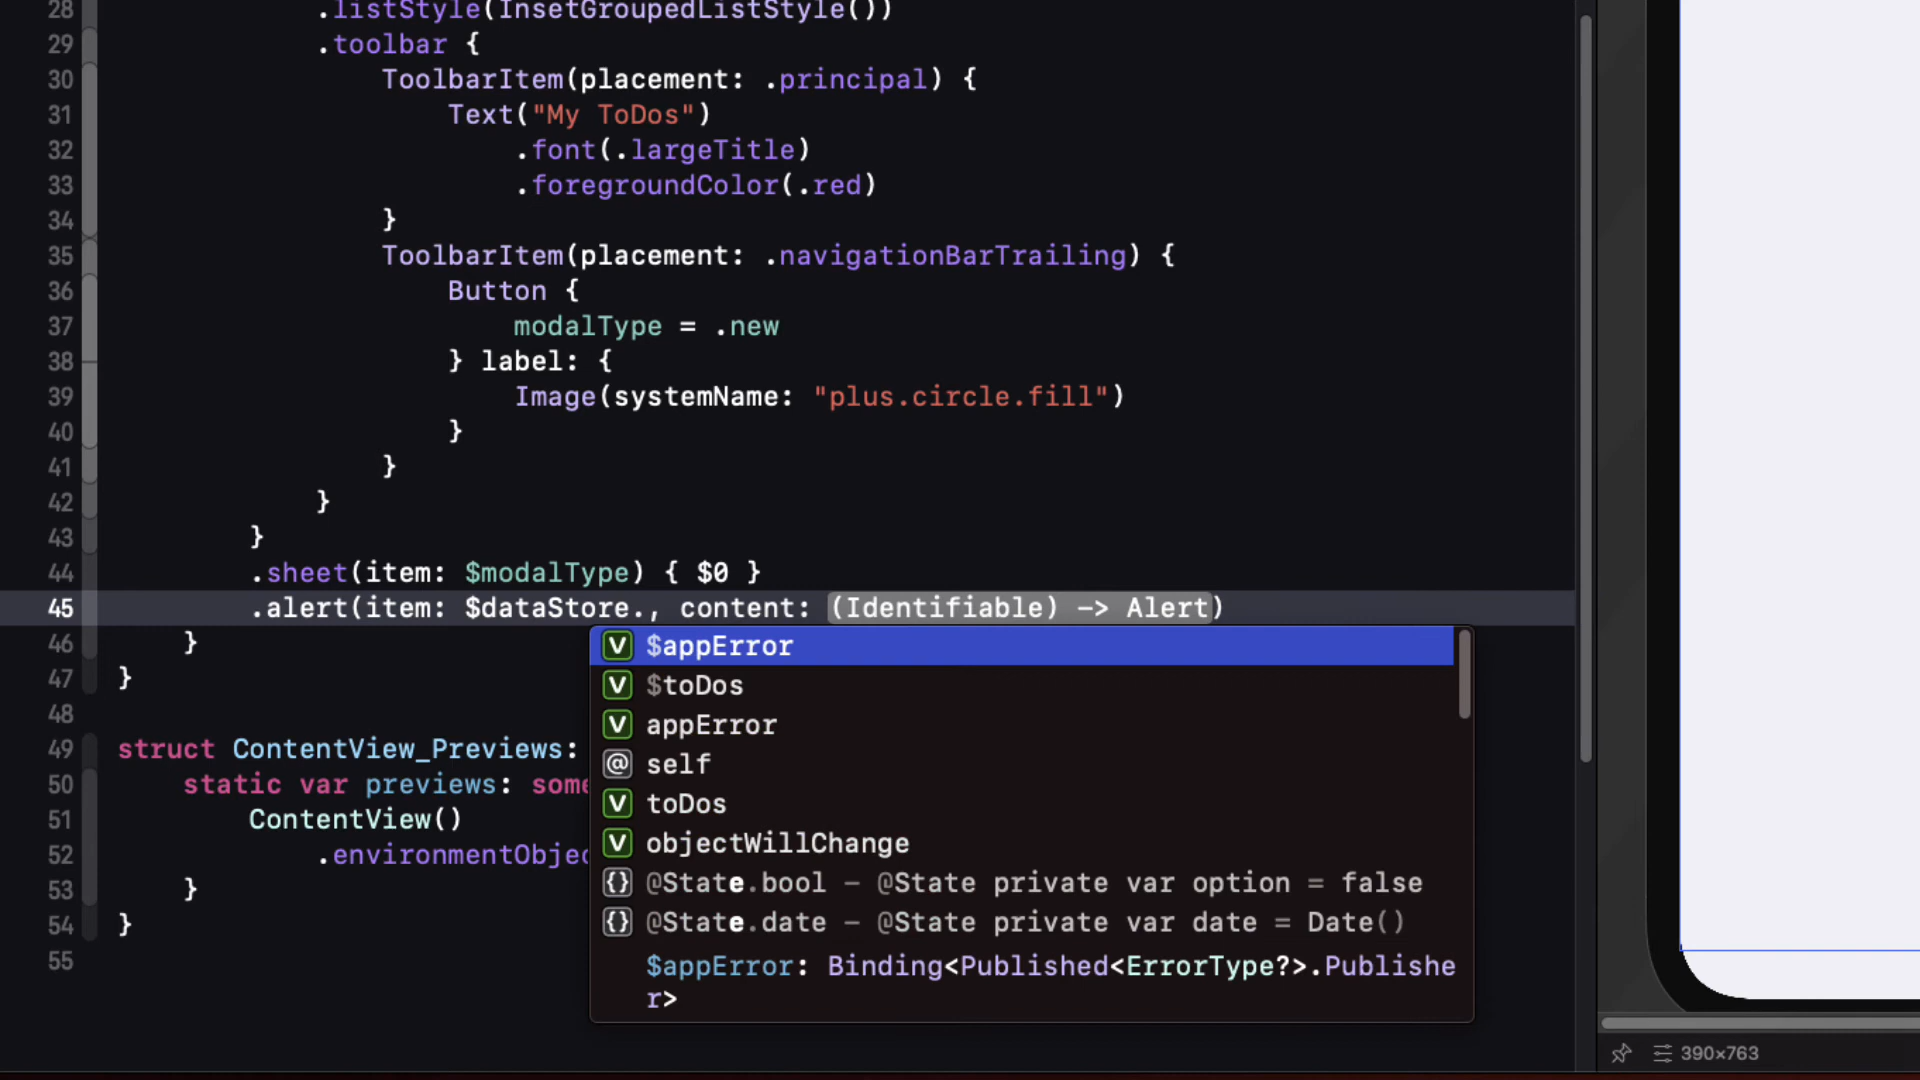 28 .listStyle(InsetGroupedListStyle())
29 .toolbar {
30 ToolbarItem(placement: .principal) {
31 Text("My ToDos")
32 .font(.largeTitle)
33 .foregroundColor(.red)
34 }
35 ToolbarItem(placement: .navigationBarTrailing) {
36 Button {
37 modalType = .new
38 } label: {
39 Image(systemName: "plus.circle.fill")
40 }
41 }
42 }
43 }
44 .sheet(item: $modalType) { $0 }
45 .alert(item: $dataStore., content: (Identifiable) -> Alert)
46 }
V $appError
47 }
V $toDos
48
V appError
49 struct ContentView_Previews:
@ self
50 static var previews: some
V toDos
51 ContentView()
V objectWillChange
52 .environmentObjec
{} @State.bool – @State private var option = false
53 }
{} @State.date – @State private var date = Date()
54 }
$appError: Binding<Published<ErrorType?>.Publishe
55
r>
390×763